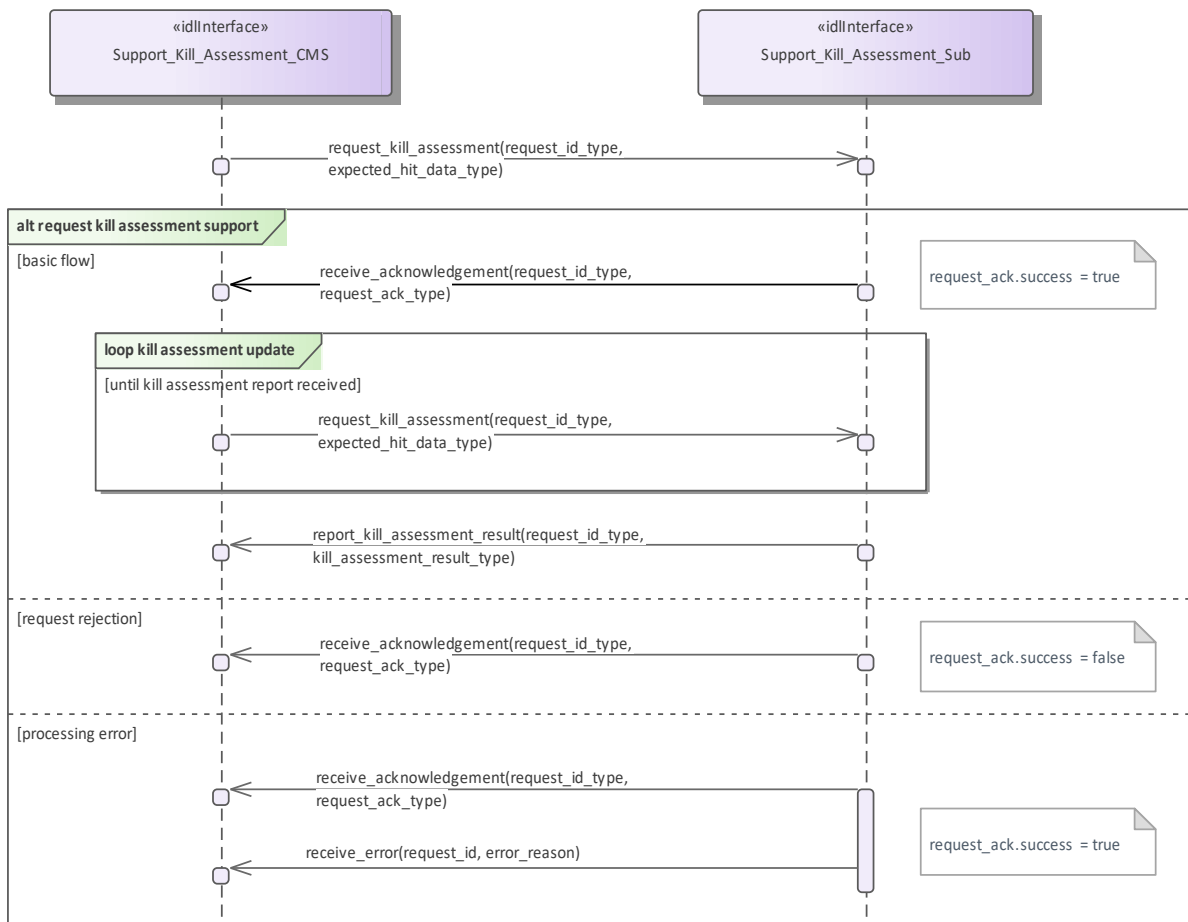 «idlInterface»
Support_Kill_Assessment_CMS
«idlInterface»
Support_Kill_Assessment_Sub
request_kill_assessment(request_id_type,
expected_hit_data_type)
alt request kill assessment support
[basic flow]
receive_acknowledgement(request_id_type,
request_ack_type)
request_ack.success = true
loop kill assessment update
[until kill assessment report received]
request_kill_assessment(request_id_type,
expected_hit_data_type)
report_kill_assessment_result(request_id_type,
kill_assessment_result_type)
[request rejection]
receive_acknowledgement(request_id_type,
request_ack_type)
request_ack.success = false
[processing error]
receive_acknowledgement(request_id_type,
request_ack_type)
request_ack.success = true
receive_error(request_id, error_reason)